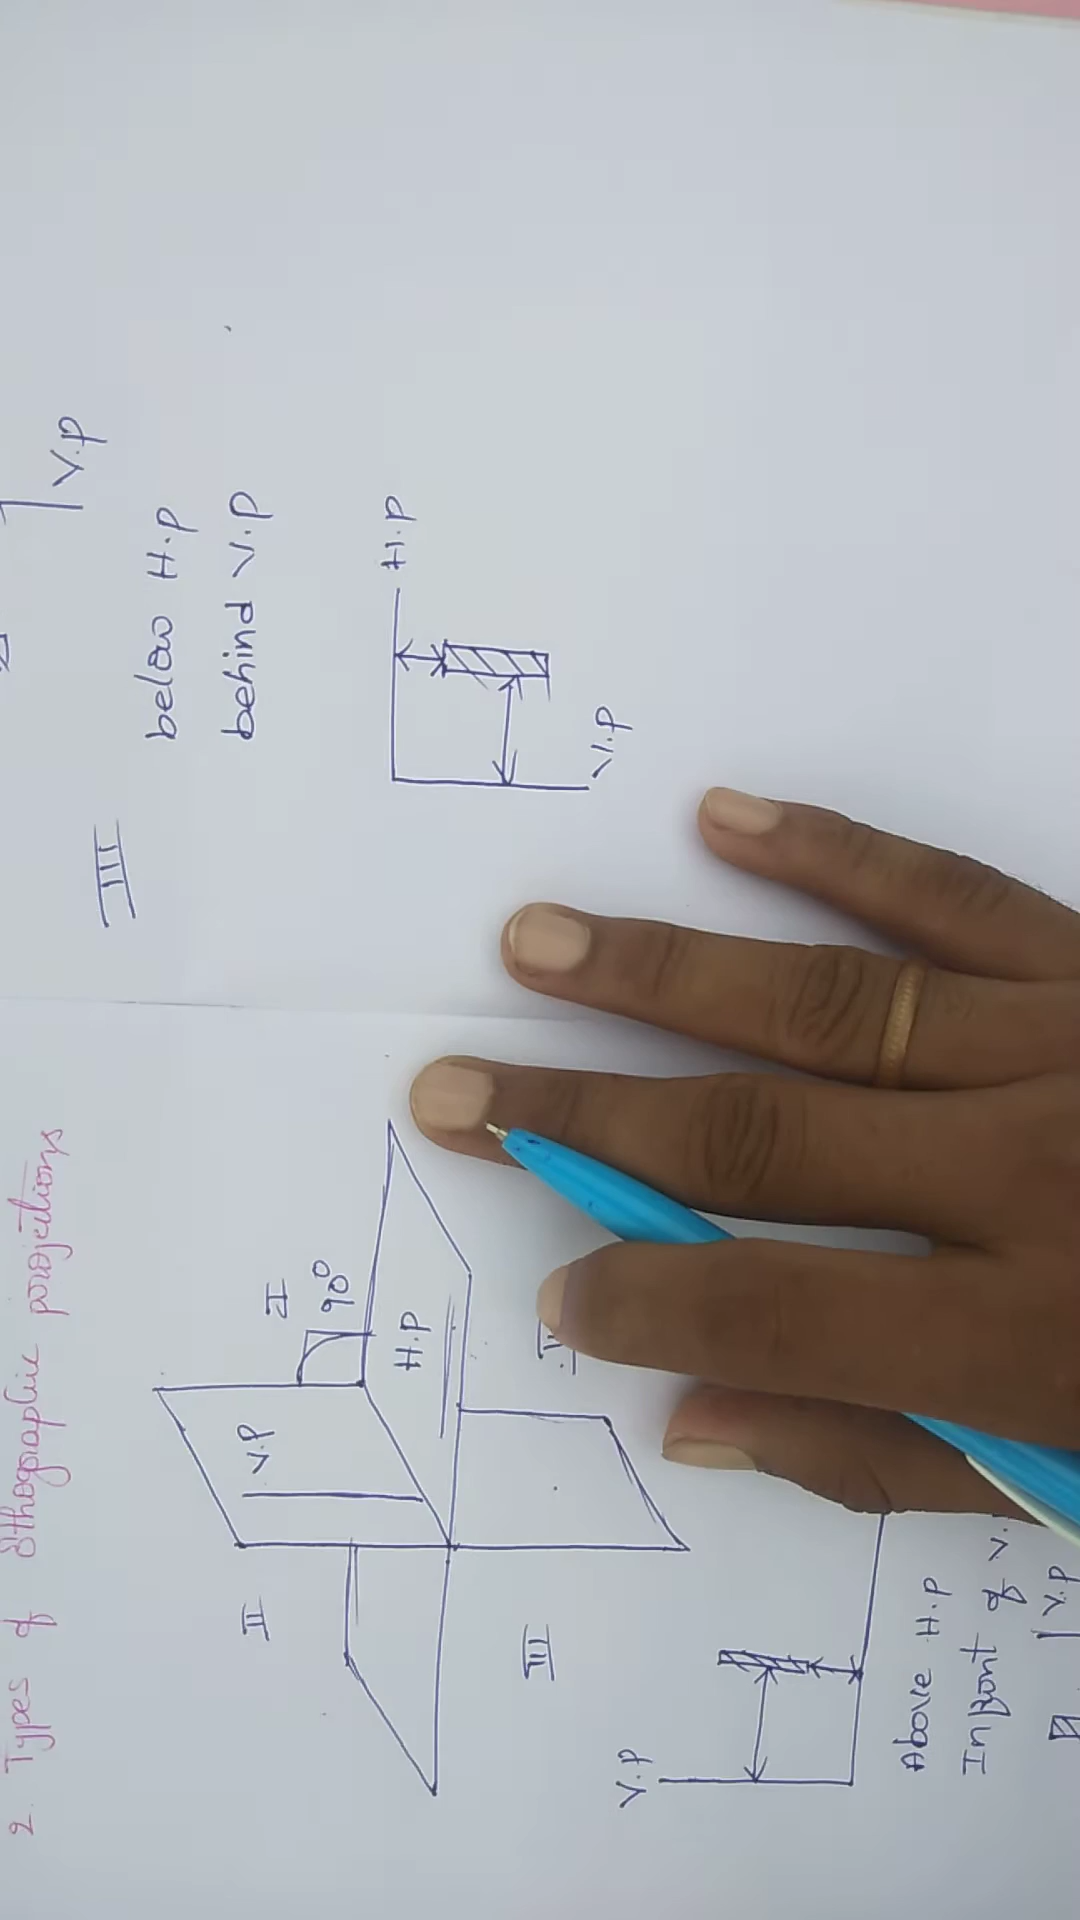 2. Types of Orthographic projections
V.P
I
90°
H.P
II
III
V.P
Above H.P
Infront of V.
V.P
V.P
III
below H.P
behind V.P
H.P
V.P